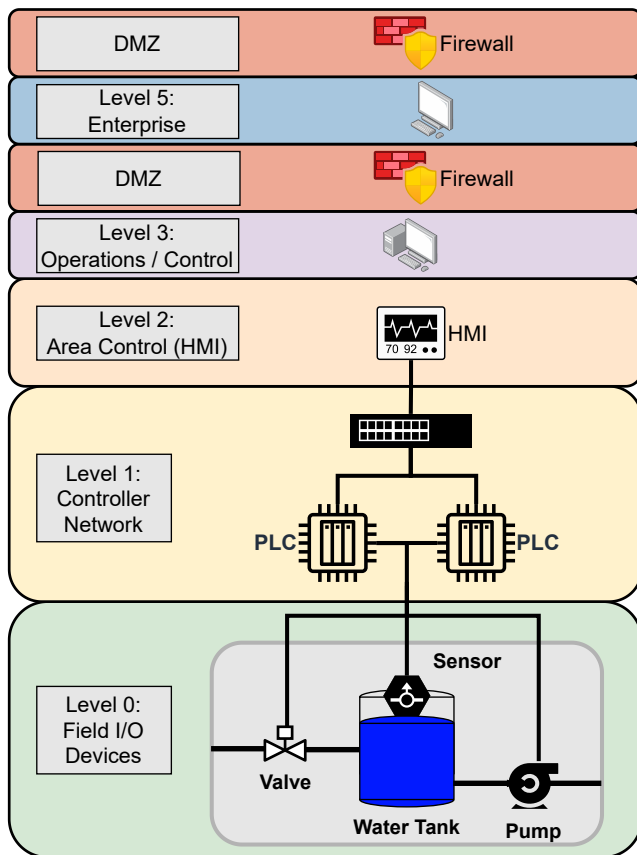 DMZ
Firewall
Level 5:
Enterprise
DMZ
Firewall
Level 3:
Operations / Control
Level 2:
Area Control (HMI)
HMI
70 92
Level 1:
Controller
Network
PLC
PLC
Level 0:
Field I/O
Devices
Sensor
Valve
Water Tank
Pump